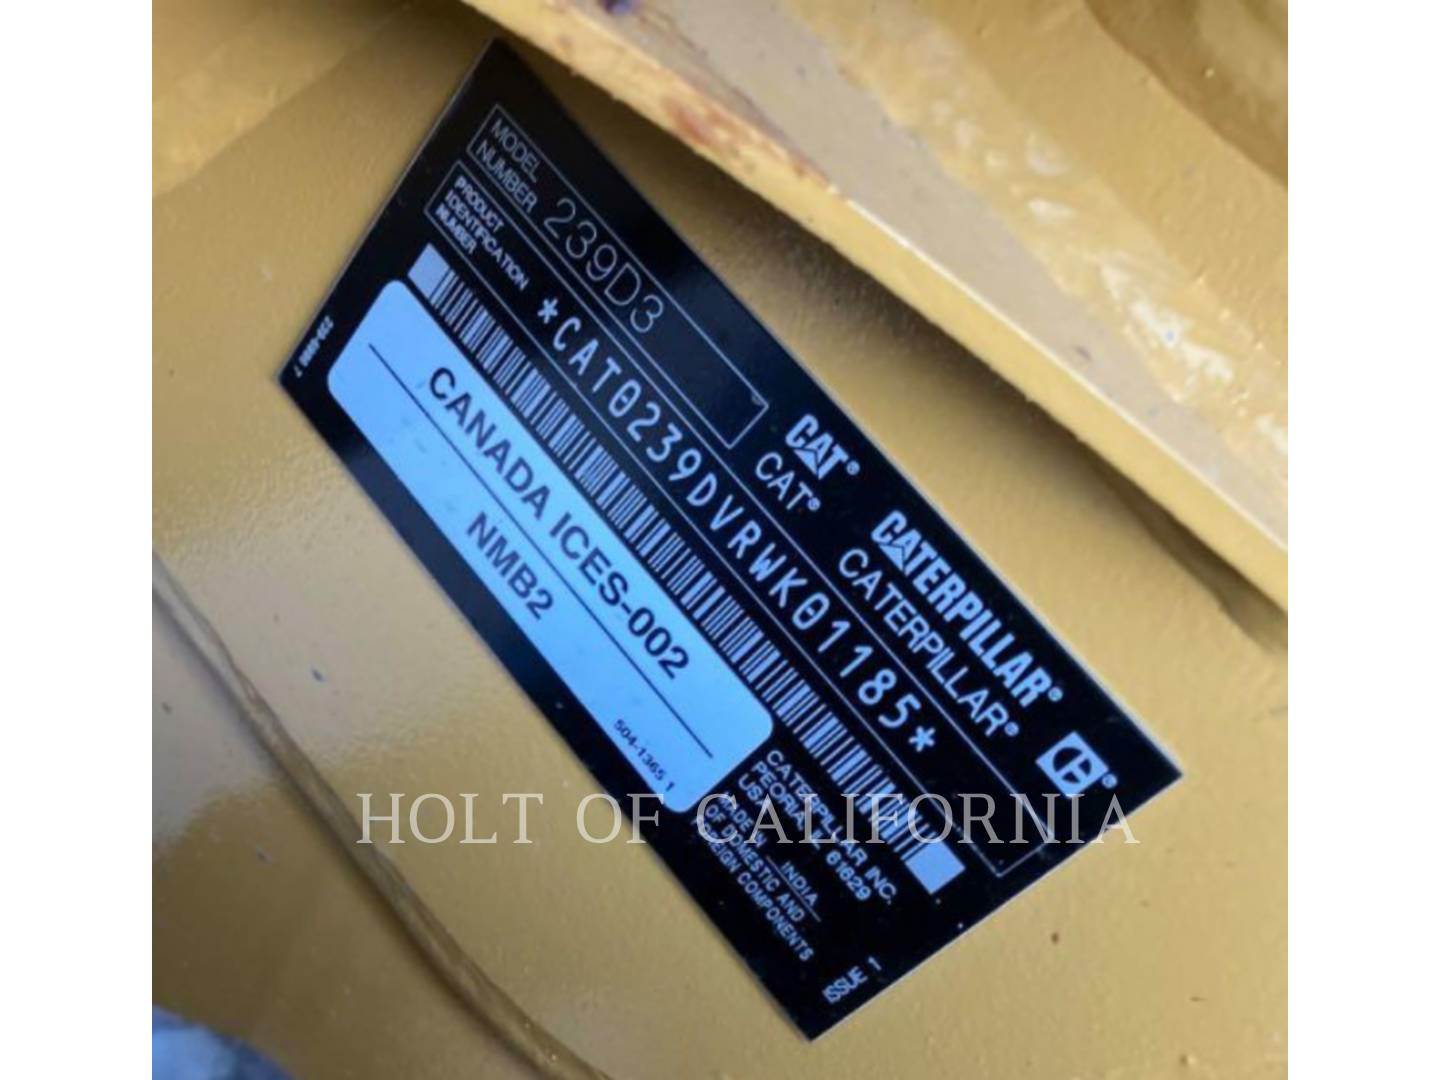 MODEL
NUMBER 239D3
PRODUCT
IDENTIFICATION
NUMBER
*CAT0239DVRWK01185*
CANADA ICES-002
NMB2
504-1365 1
CAT®
CAT®
CATERPILLAR®
CATERPILLAR®
CATERPILLAR INC.
PEORIA, IL 61629
USA
MADE IN INDIA
OF DOMESTIC AND
FOREIGN COMPONENTS
ISSUE 1
HOLT OF CALIFORNIA